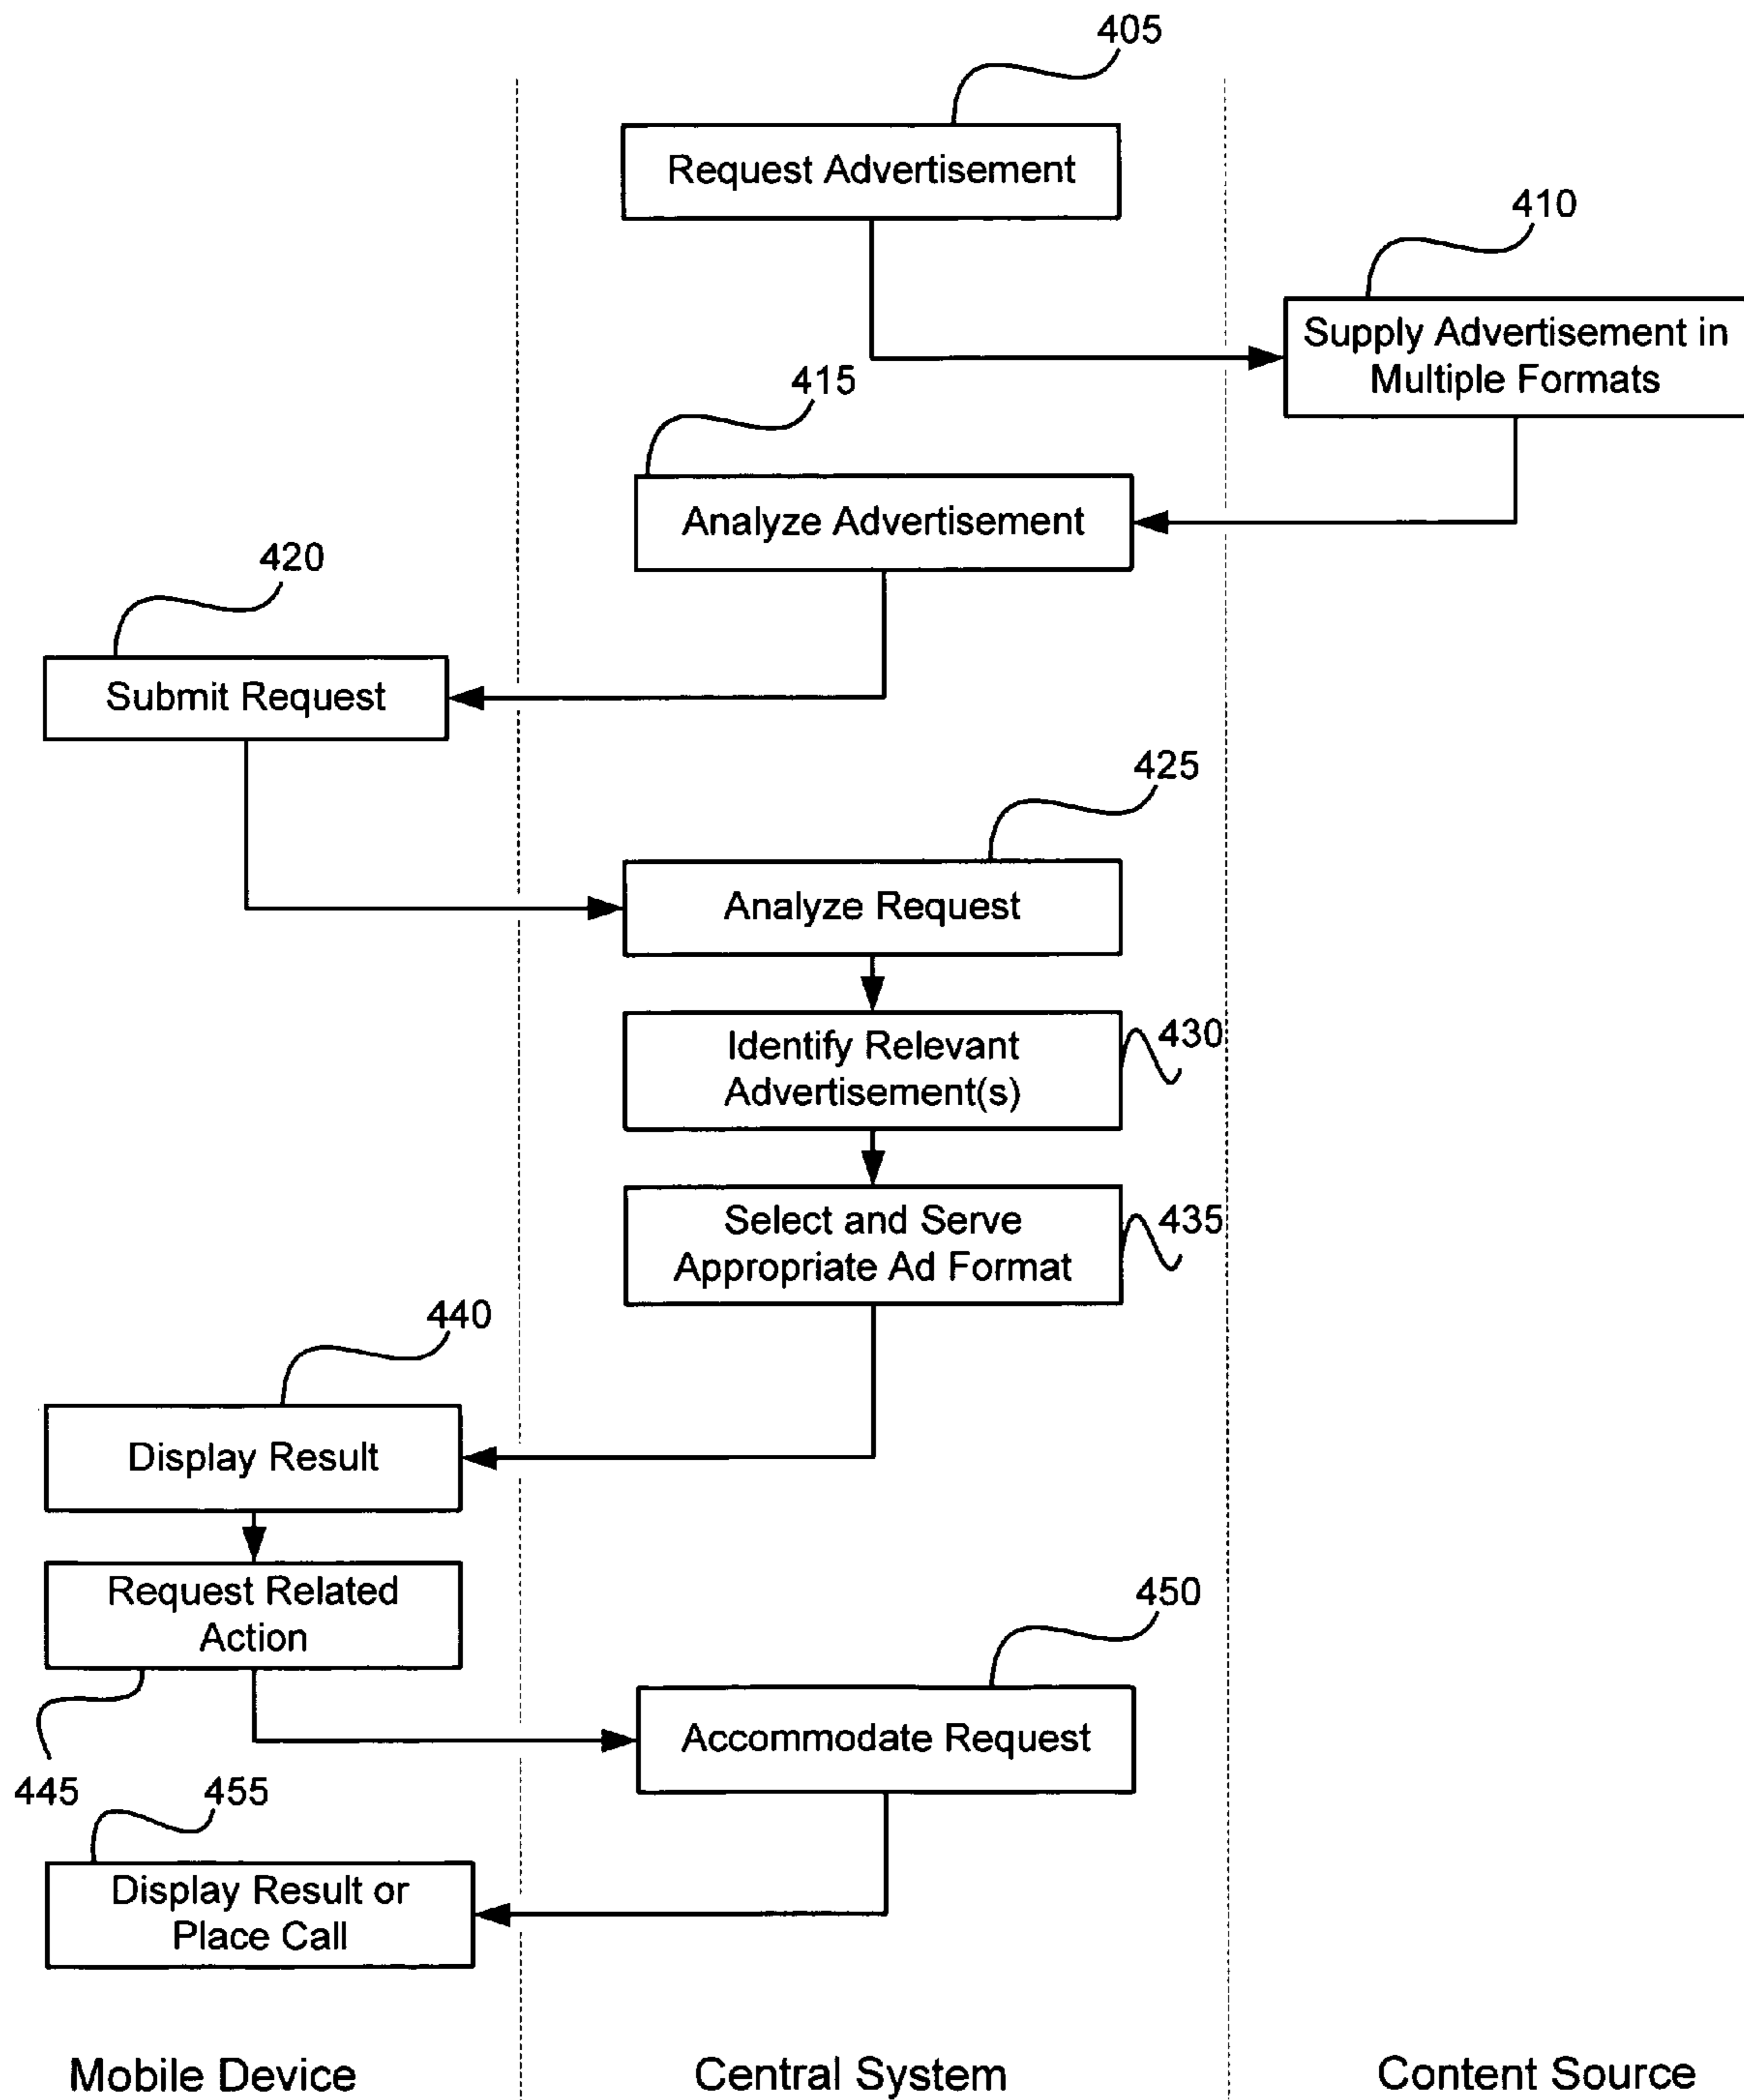 405
Request Advertisement
410
Supply Advertisement in
Multiple Formats
415
Analyze Advertisement
420
Submit Request
425
Analyze Request
430
Identify Relevant
Advertisement(s)
435
Select and Serve
Appropriate Ad Format
440
Display Result
Request Related
Action
445
450
Accommodate Request
455
Display Result or
Place Call
Mobile Device
Central System
Content Source